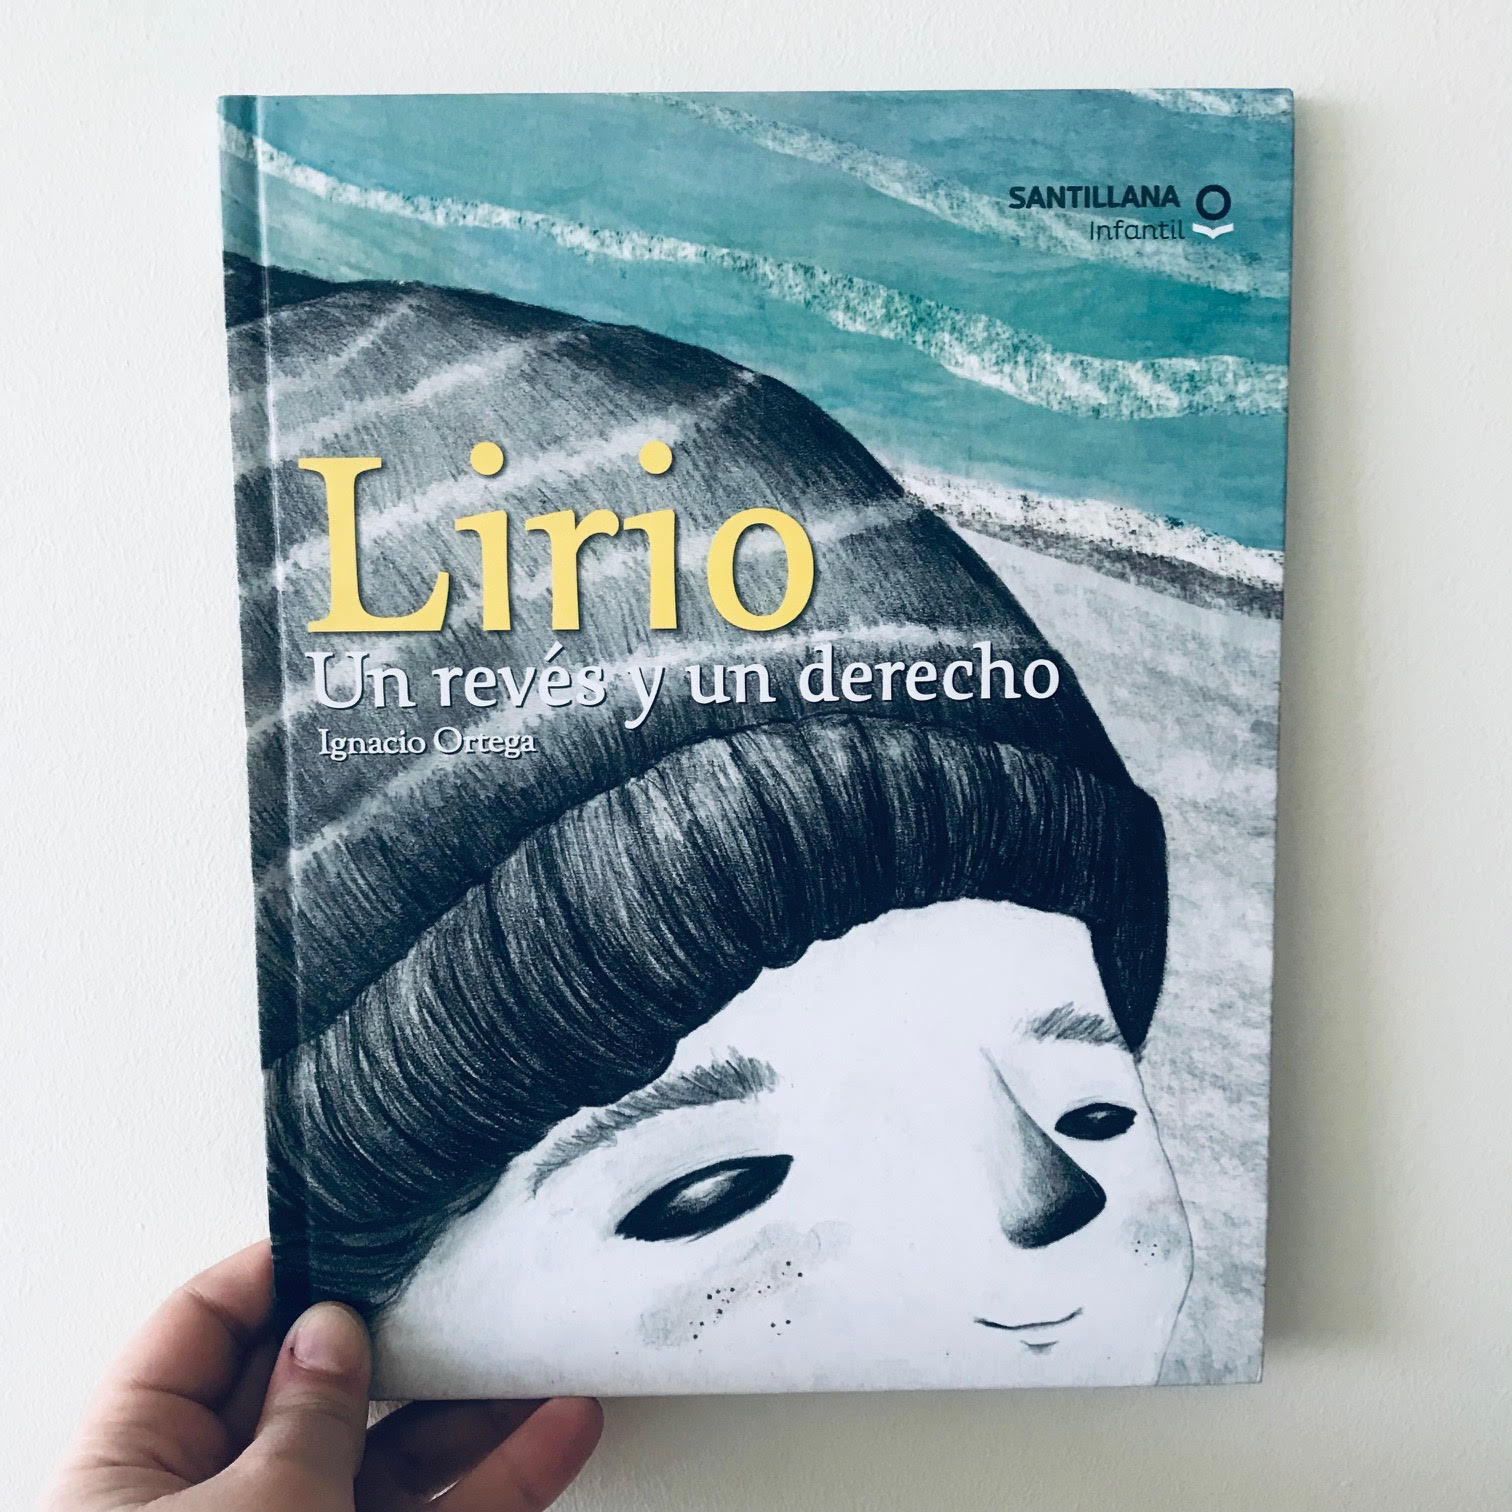 SANTILLANA
Infantil
Lirio
Un revés y un derecho
Ignacio Ortega